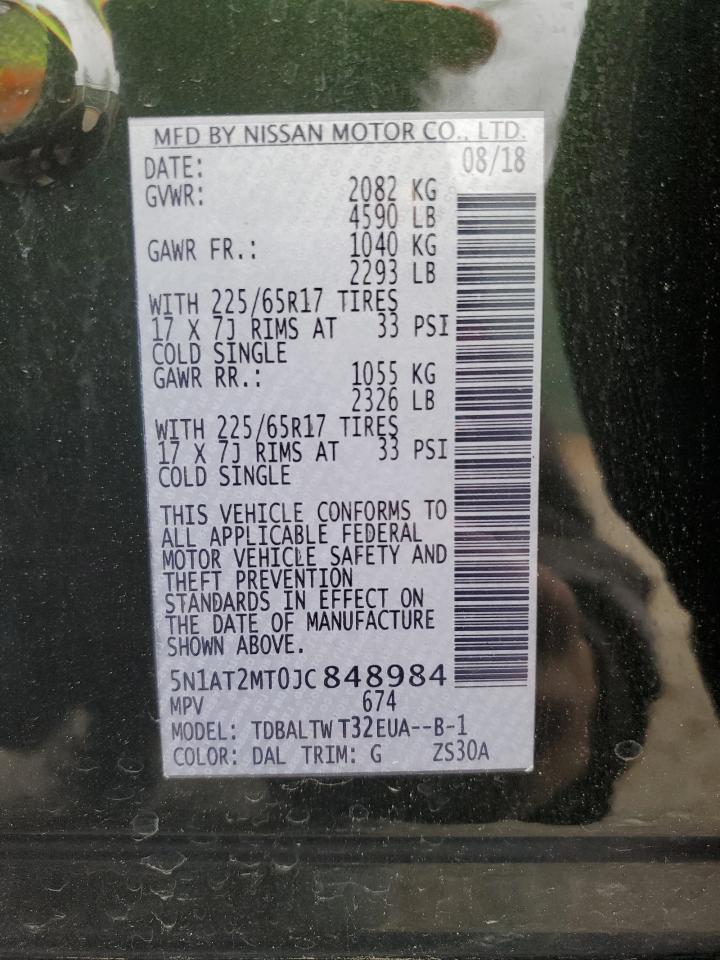 MFD BY NISSAN MOTOR CO., LTD.
DATE: 08/18
GVWR: 2082 KG
4590 LB
GAWR FR.: 1040 KG
2293 LB
WITH 225/65R17 TIRES
17 X 7J RIMS AT 33 PSI
COLD SINGLE
GAWR RR.: 1055 KG
2326 LB
WITH 225/65R17 TIRES
17 X 7J RIMS AT 33 PSI
COLD SINGLE
THIS VEHICLE CONFORMS TO
ALL APPLICABLE FEDERAL
MOTOR VEHICLE SAFETY AND
THEFT PREVENTION
STANDARDS IN EFFECT ON
THE DATE OF MANUFACTURE
SHOWN ABOVE.
5N1AT2MT0JC848984
MPV 674
MODEL: TDBALTW T32EUA--B-1
COLOR: DAL TRIM: G ZS30A